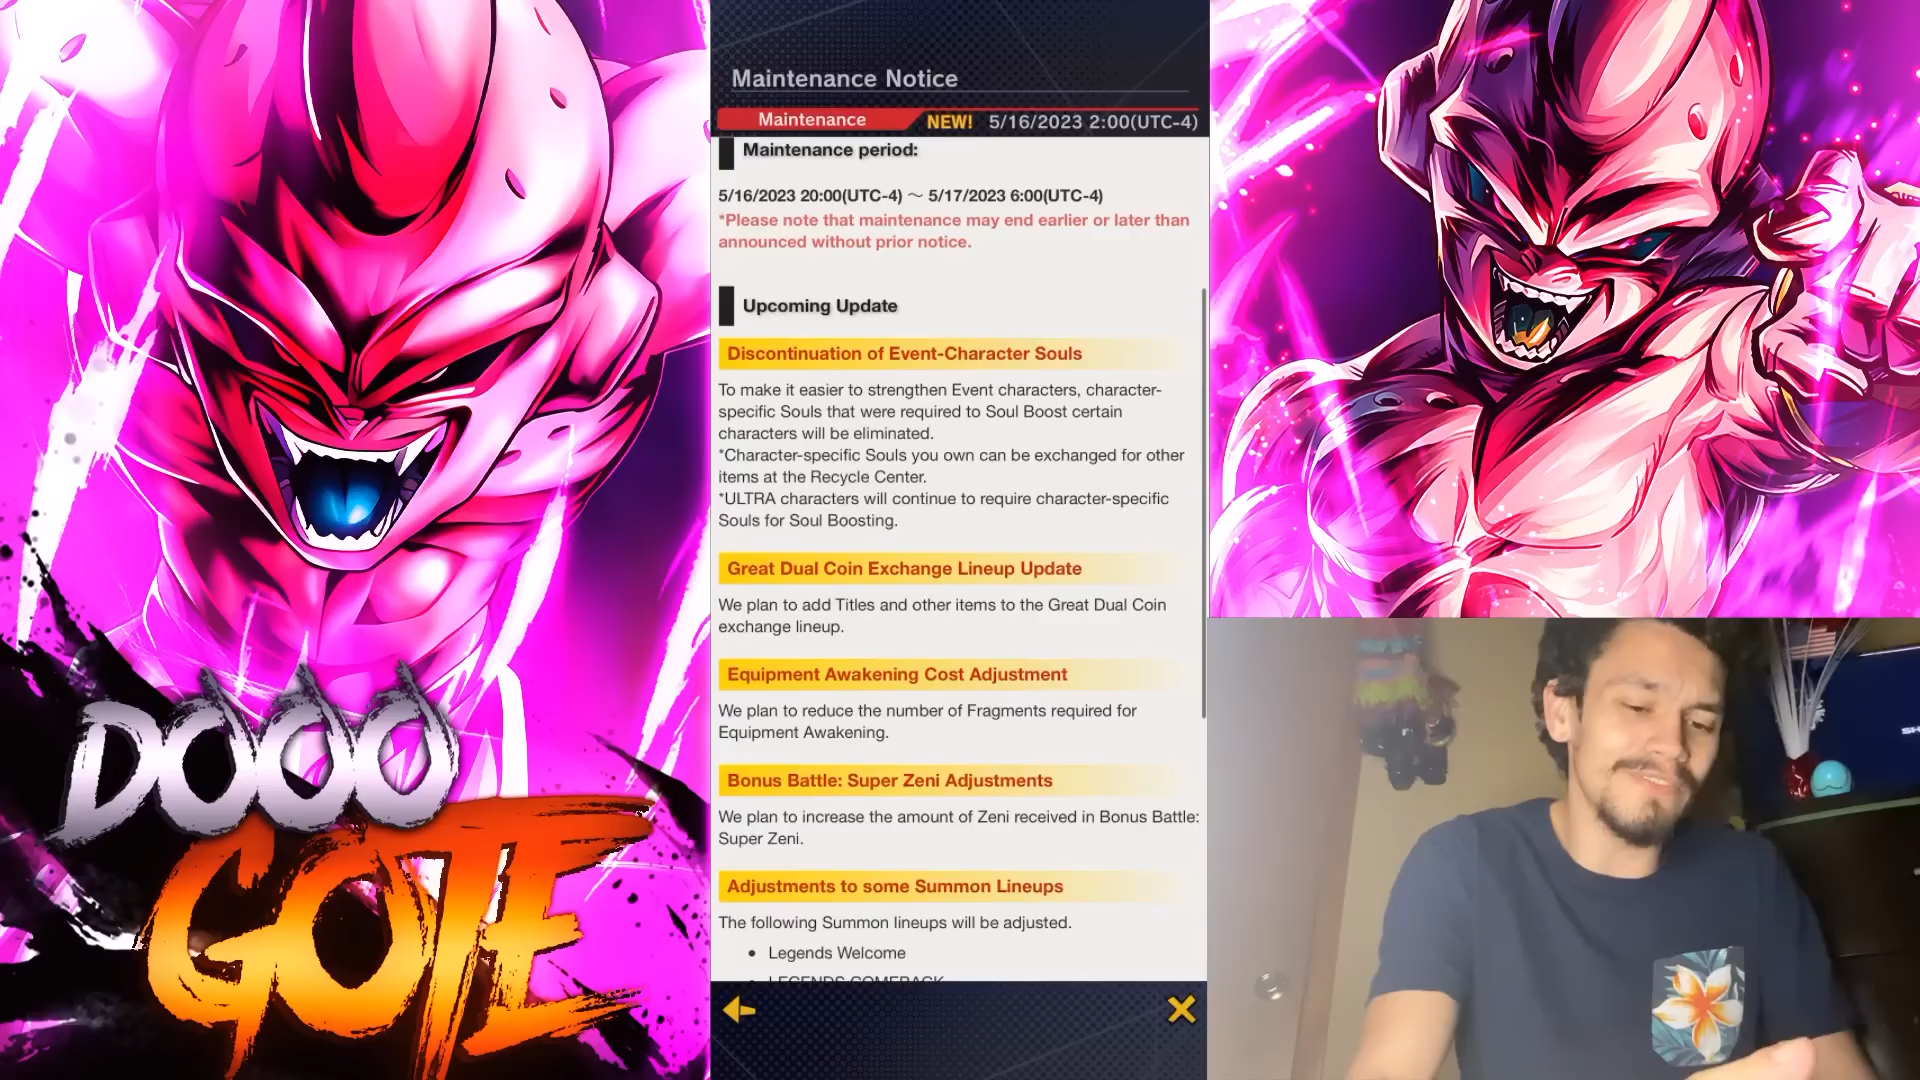 Maintenance Notice
Maintenance NEW! 5/16/2023 2:00(UTC-4)
Maintenance period:
5/16/2023 20:00(UTC-4) ～ 5/17/2023 6:00(UTC-4)
*Please note that maintenance may end earlier or later than
announced without prior notice.
Upcoming Update
Discontinuation of Event-Character Souls
To make it easier to strengthen Event characters, character-
specific Souls that were required to Soul Boost certain
characters will be eliminated.
*Character-specific Souls you own can be exchanged for other
items at the Recycle Center.
*ULTRA characters will continue to require character-specific
Souls for Soul Boosting.
Great Dual Coin Exchange Lineup Update
We plan to add Titles and other items to the Great Dual Coin
exchange lineup.
Equipment Awakening Cost Adjustment
We plan to reduce the number of Fragments required for
Equipment Awakening.
Bonus Battle: Super Zeni Adjustments
We plan to increase the amount of Zeni received in Bonus Battle:
Super Zeni.
Adjustments to some Summon Lineups
The following Summon lineups will be adjusted.
• Legends Welcome
• LEGENDS COMEBACK
DOOO
GOTE